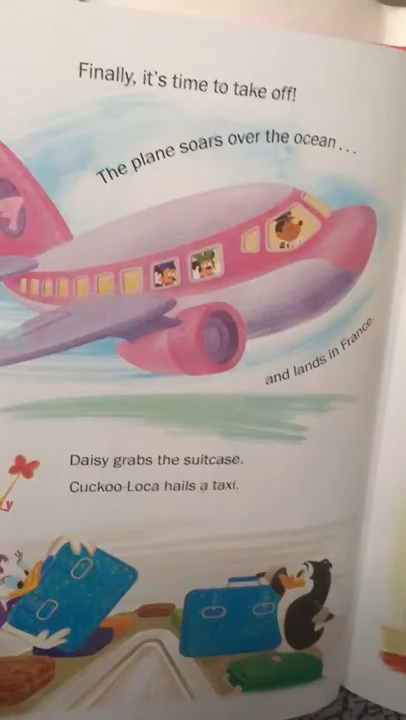 Finally, it's time to take off!
The plane soars over the ocean...
and lands in France.
Daisy grabs the suitcase.
Cuckoo-Loca hails a taxi.